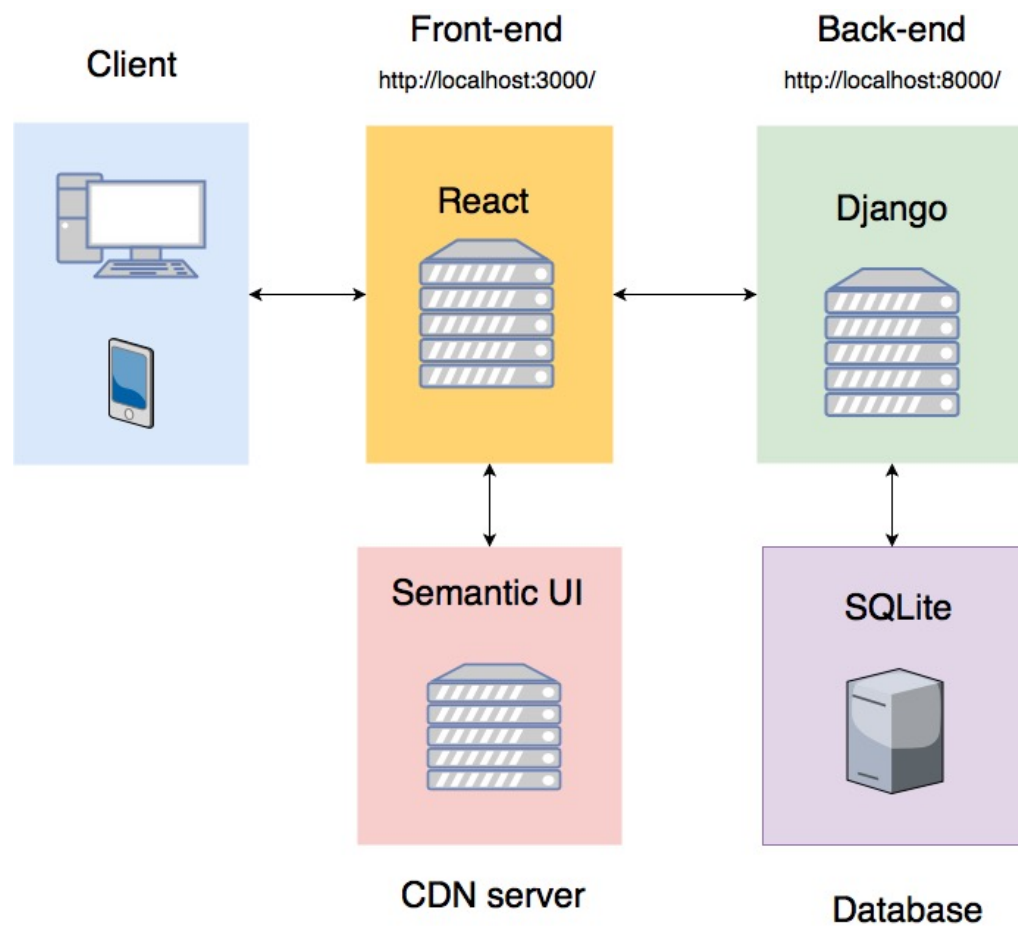 Client
Front-end
http://localhost:3000/
Back-end
http://localhost:8000/
React
Django
Semantic UI
SQLite
CDN server
Database